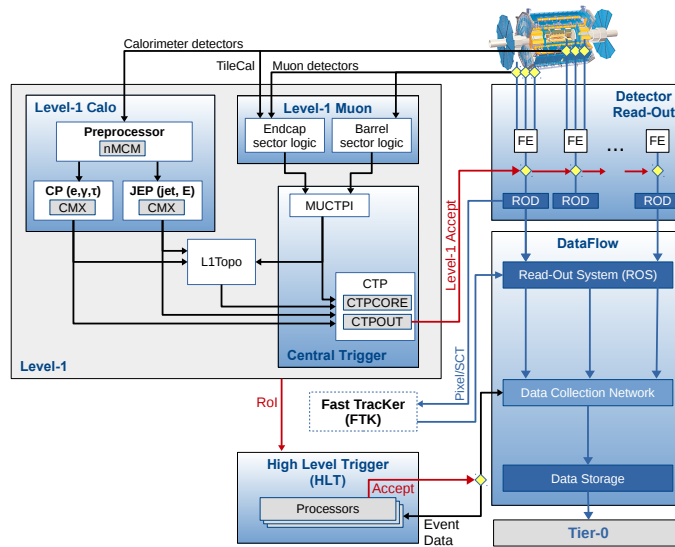 Calorimeter detectors
TileCal
Muon detectors
Level-1 Calo
Preprocessor
nMCM
CP (e,γ,τ)
CMX
JEP (jet, E)
CMX
Level-1 Muon
Endcap
sector logic
Barrel
sector logic
MUCTPI
L1Topo
CTP
CTPCORE
CTPOUT
Central Trigger
Level-1
Level-1 Accept
Detector
Read-Out
FE
FE
...
FE
ROD
ROD
ROD
DataFlow
Read-Out System (ROS)
Pixel/SCT
Data Collection Network
Data Storage
Tier-0
RoI
Fast TracKer
(FTK)
High Level Trigger
(HLT)
Accept
Processors
Event
Data